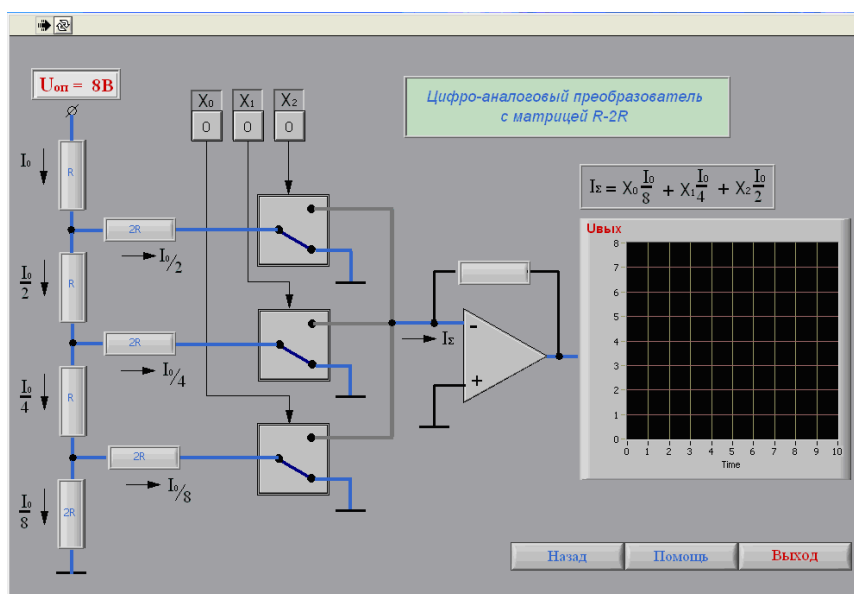 Uоп = 8В
X₀ X₁ X₂
0 0 0
Цифро-аналоговый преобразователь
с матрицей R-2R
I₀
R
IΣ = X₀ I₀/8 + X₁ I₀/4 + X₂ I₀/2
2R
I₀/2
Uвых
I₀/2
R
2R
I₀/4
IΣ
-
+
I₀/4
R
2R
I₀/8
I₀/8
2R
8
7
6
5
4
3
2
1
0
0 1 2 3 4 5 6 7 8 9 10
Time
Назад Помощь Выход